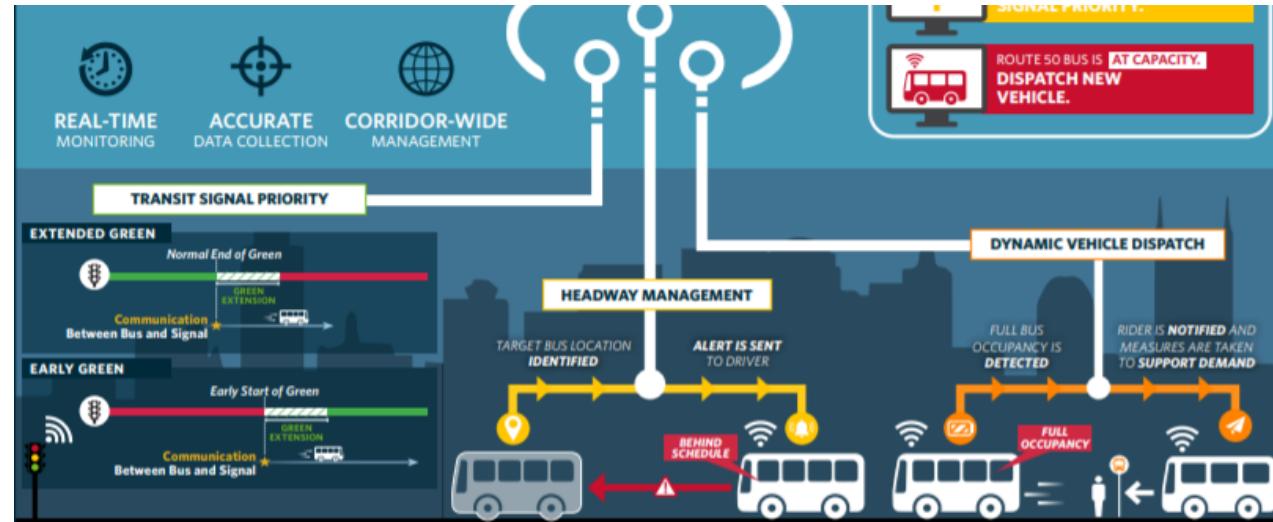 SIGNAL PRIORITY.
ROUTE 50 BUS IS AT CAPACITY.
DISPATCH NEW
VEHICLE.
REAL-TIME
MONITORING
ACCURATE
DATA COLLECTION
CORRIDOR-WIDE
MANAGEMENT
TRANSIT SIGNAL PRIORITY
EXTENDED GREEN
Normal End of Green
GREEN
EXTENSION
Communication
Between Bus and Signal
EARLY GREEN
Early Start of Green
GREEN
EXTENSION
Communication
Between Bus and Signal
HEADWAY MANAGEMENT
TARGET BUS LOCATION
IDENTIFIED
ALERT IS SENT
TO DRIVER
BEHIND
SCHEDULE
DYNAMIC VEHICLE DISPATCH
FULL BUS
OCCUPANCY IS
DETECTED
RIDER IS NOTIFIED AND
MEASURES ARE TAKEN
TO SUPPORT DEMAND
FULL
OCCUPANCY